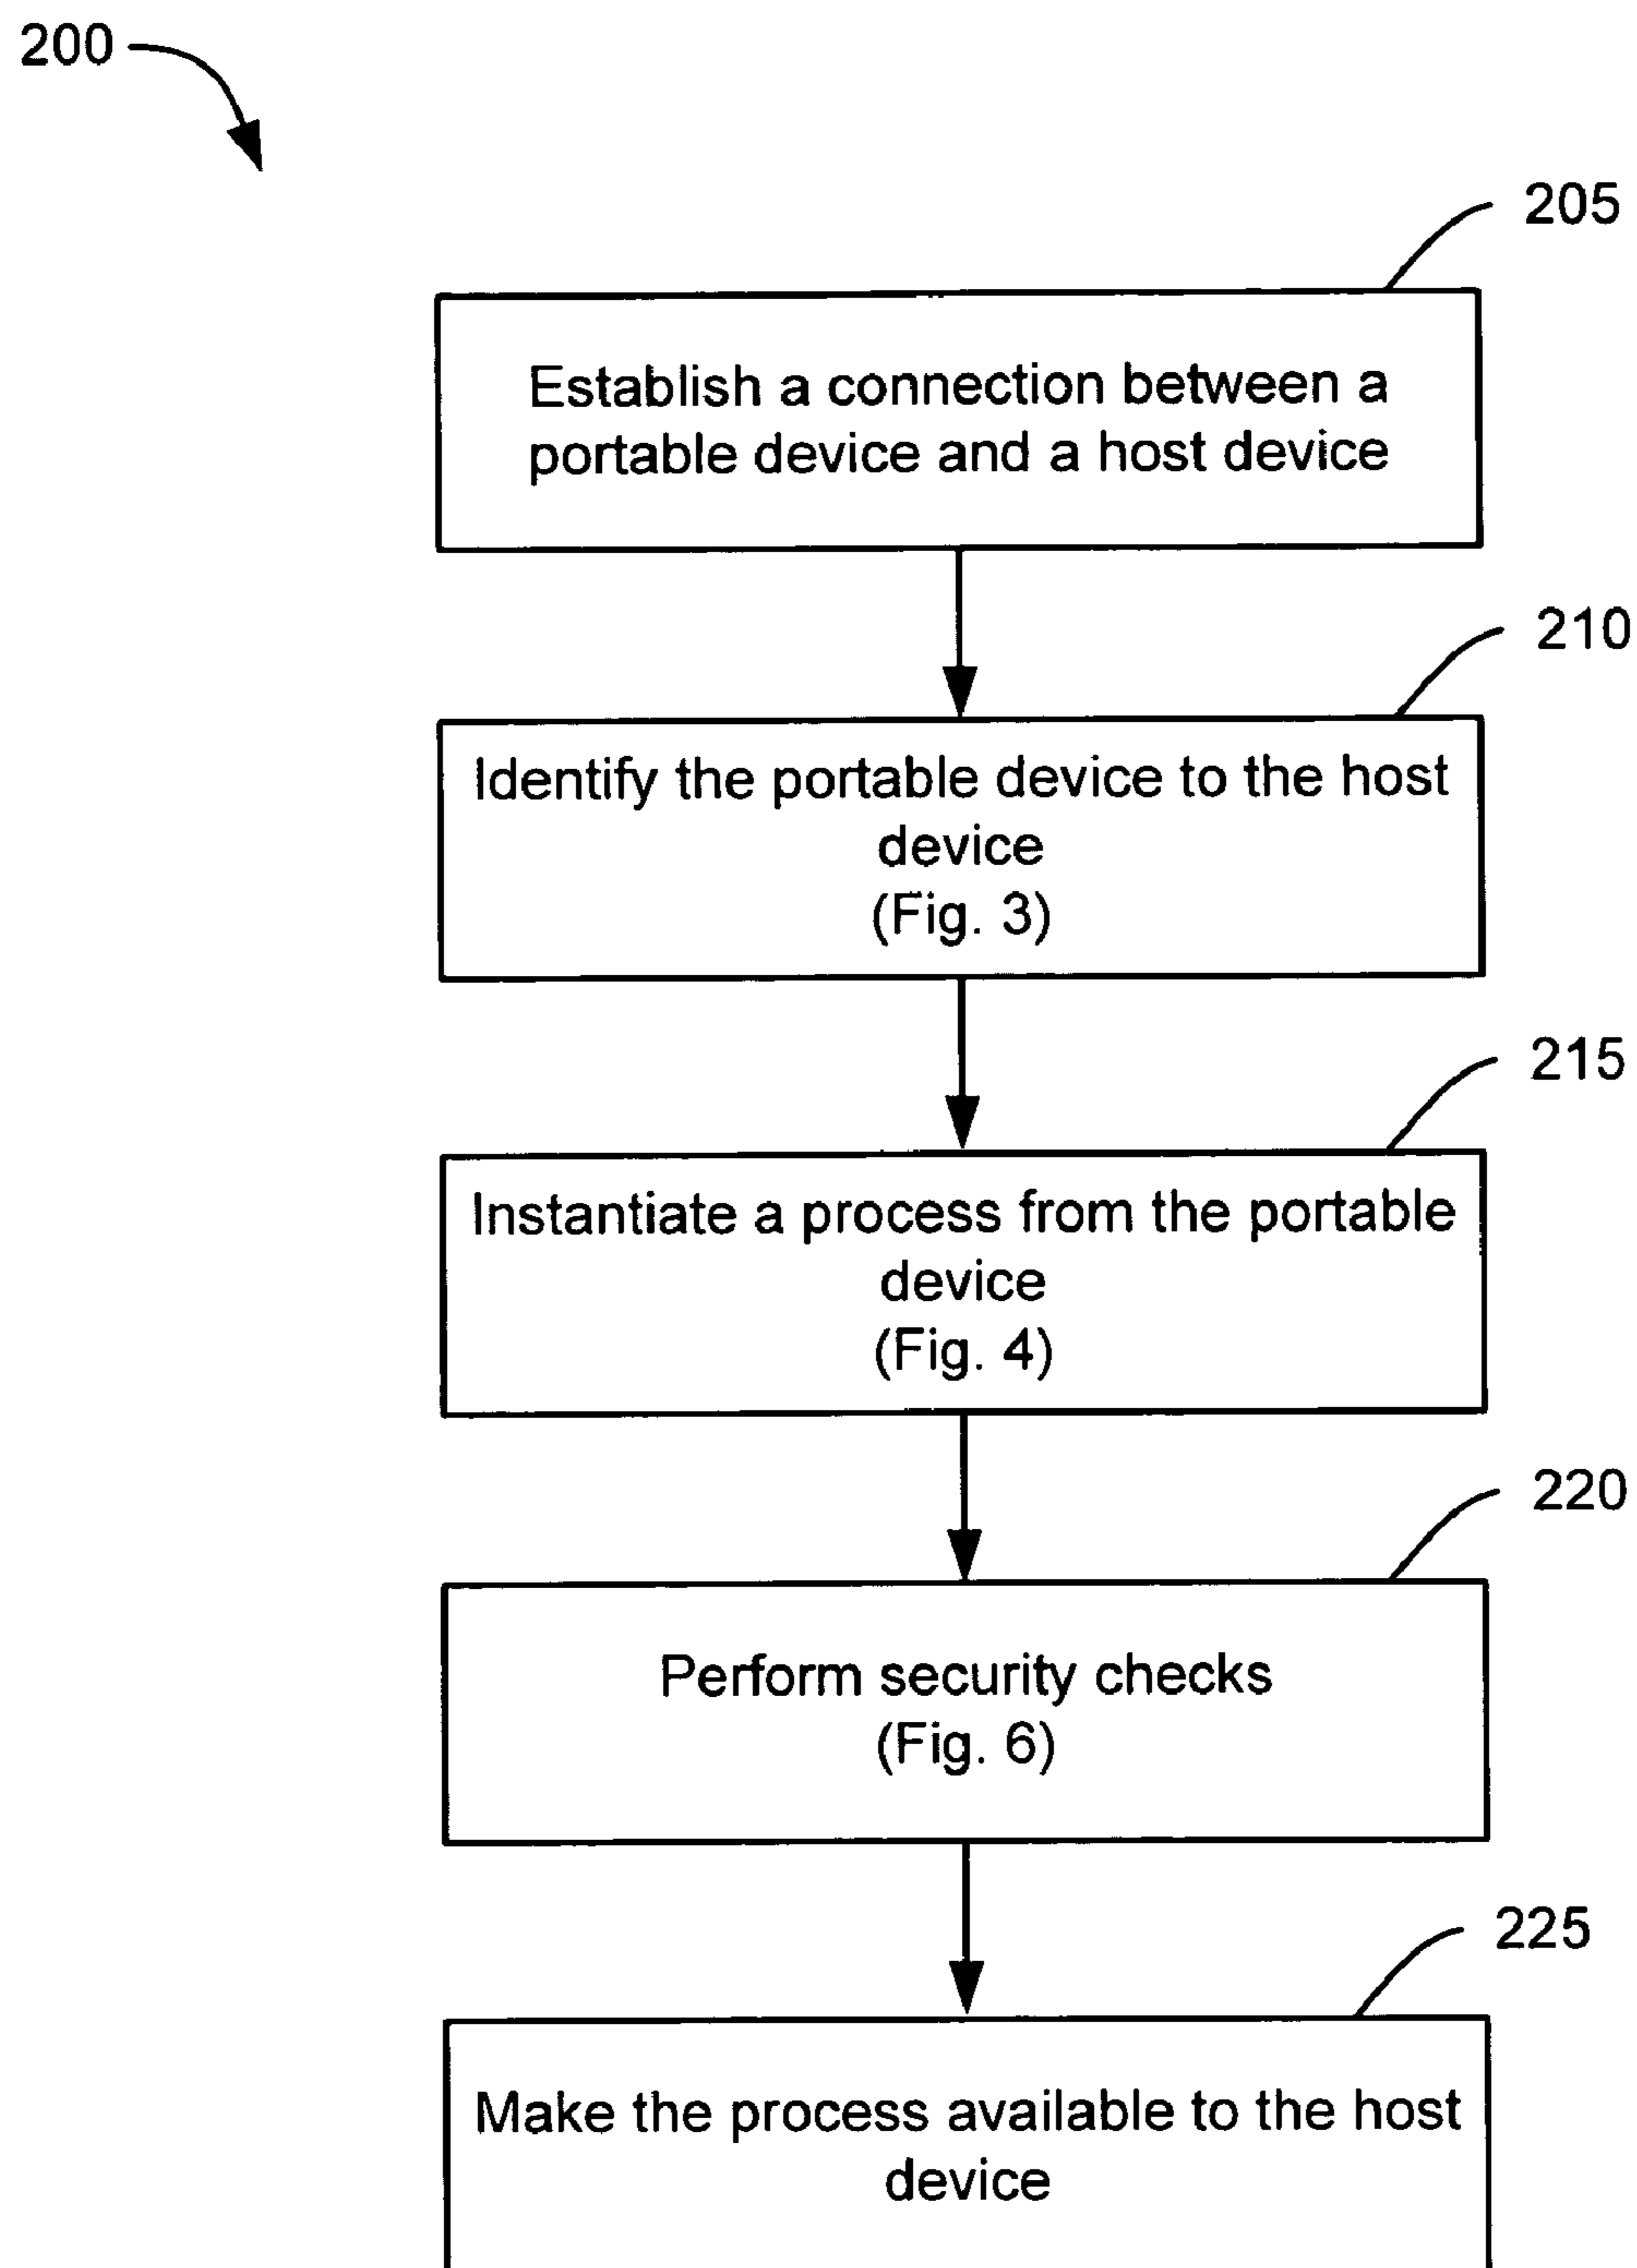 200
205
Establish a connection between a
portable device and a host device
210
Identify the portable device to the host
device
(Fig. 3)
215
Instantiate a process from the portable
device
(Fig. 4)
220
Perform security checks
(Fig. 6)
225
Make the process available to the host
device